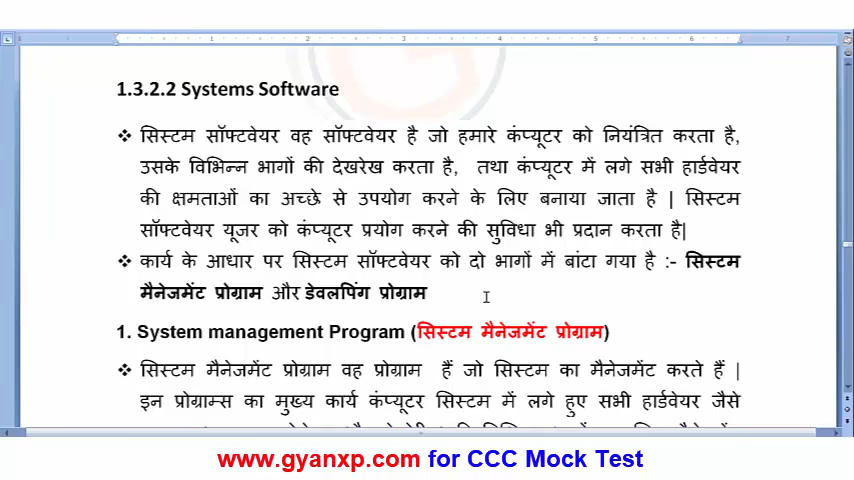 1.3.2.2 Systems Software
❖ सिस्टम सॉफ्टवेयर वह सॉफ्टवेयर है जो हमारे कंप्यूटर को नियंत्रित करता है,
उसके विभिन्न भागों की देखरेख करता है, तथा कंप्यूटर में लगे सभी हार्डवेयर
की क्षमताओं का अच्छे से उपयोग करने के लिए बनाया जाता है | सिस्टम
सॉफ्टवेयर यूजर को कंप्यूटर प्रयोग करने की सुविधा भी प्रदान करता है|
❖ कार्य के आधार पर सिस्टम सॉफ्टवेयर को दो भागों में बांटा गया है :- सिस्टम
मैनेजमेंट प्रोग्राम और डेवलपिंग प्रोग्राम
1. System management Program (सिस्टम मैनेजमेंट प्रोग्राम)
❖ सिस्टम मैनेजमेंट प्रोग्राम वह प्रोग्राम हैं जो सिस्टम का मैनेजमेंट करते हैं |
इन प्रोग्राम्स का मुख्य कार्य कंप्यूटर सिस्टम में लगे हुए सभी हार्डवेयर जैसे
www.gyanxp.com for CCC Mock Test